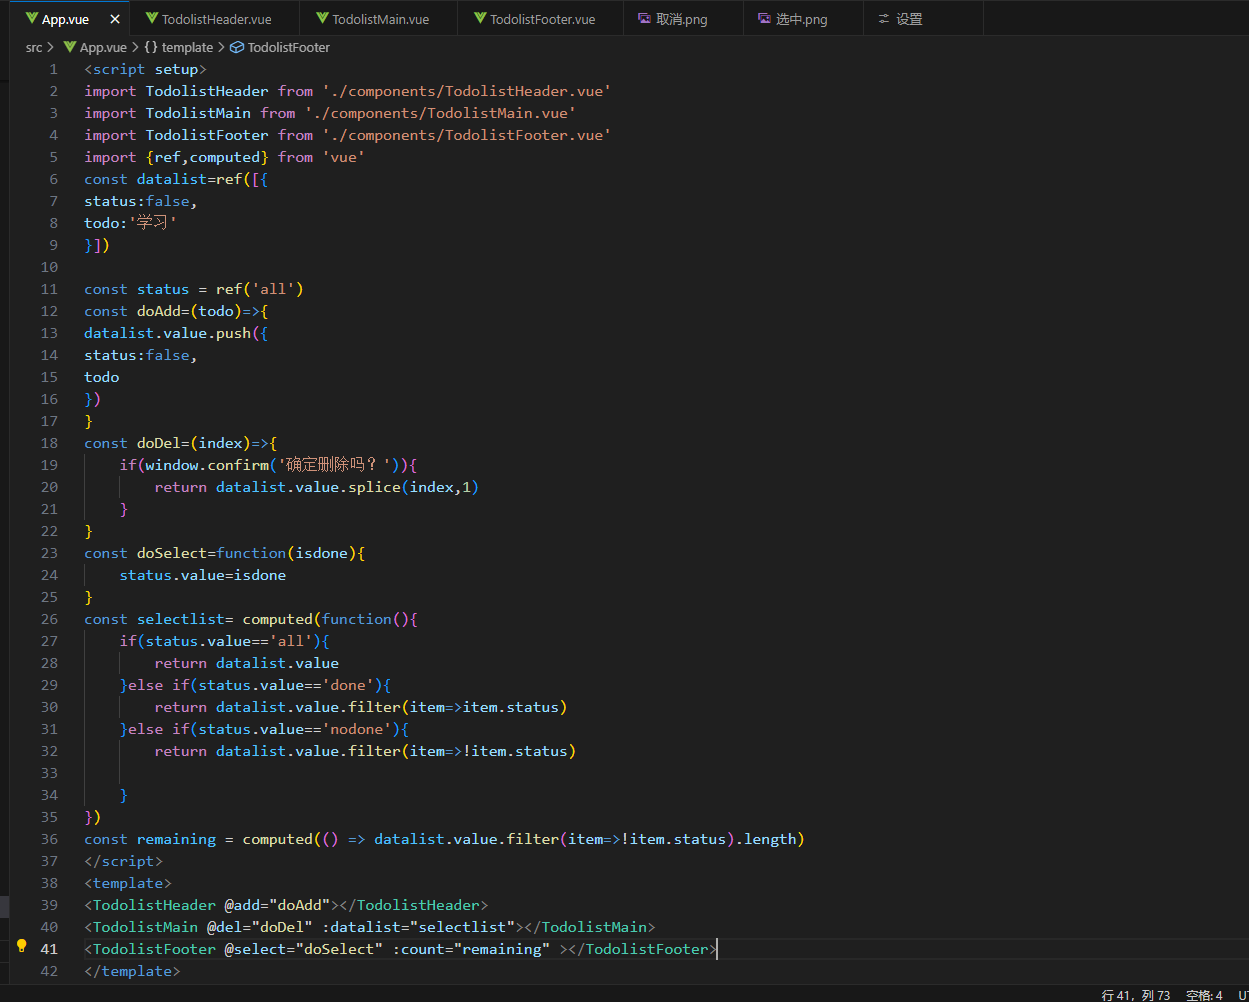 App.vue TodolistHeader.vue TodolistMain.vue TodolistFooter.vue 取消.png 选中.png 设置
src > App.vue > {} template > TodolistFooter
1 <script setup>
2 import TodolistHeader from './components/TodolistHeader.vue'
3 import TodolistMain from './components/TodolistMain.vue'
4 import TodolistFooter from './components/TodolistFooter.vue'
5 import {ref,computed} from 'vue'
6 const datalist=ref([{
7 status:false,
8 todo:'学习'
9 }])
10
11 const status = ref('all')
12 const doAdd=(todo)=>{
13 datalist.value.push({
14 status:false,
15 todo
16 })
17 }
18 const doDel=(index)=>{
19     if(window.confirm('确定删除吗？')){
20         return datalist.value.splice(index,1)
21     }
22 }
23 const doSelect=function(isdone){
24     status.value=isdone
25 }
26 const selectlist= computed(function(){
27     if(status.value=='all'){
28         return datalist.value
29     }else if(status.value=='done'){
30         return datalist.value.filter(item=>item.status)
31     }else if(status.value=='nodone'){
32         return datalist.value.filter(item=>!item.status)
33
34     }
35 })
36 const remaining = computed(() => datalist.value.filter(item=>!item.status).length)
37 </script>
38 <template>
39 <TodolistHeader @add="doAdd"></TodolistHeader>
40 <TodolistMain @del="doDel" :datalist="selectlist"></TodolistMain>
41 <TodolistFooter @select="doSelect" :count="remaining" ></TodolistFooter>
42 </template>
行 41，列 73 空格: 4 U